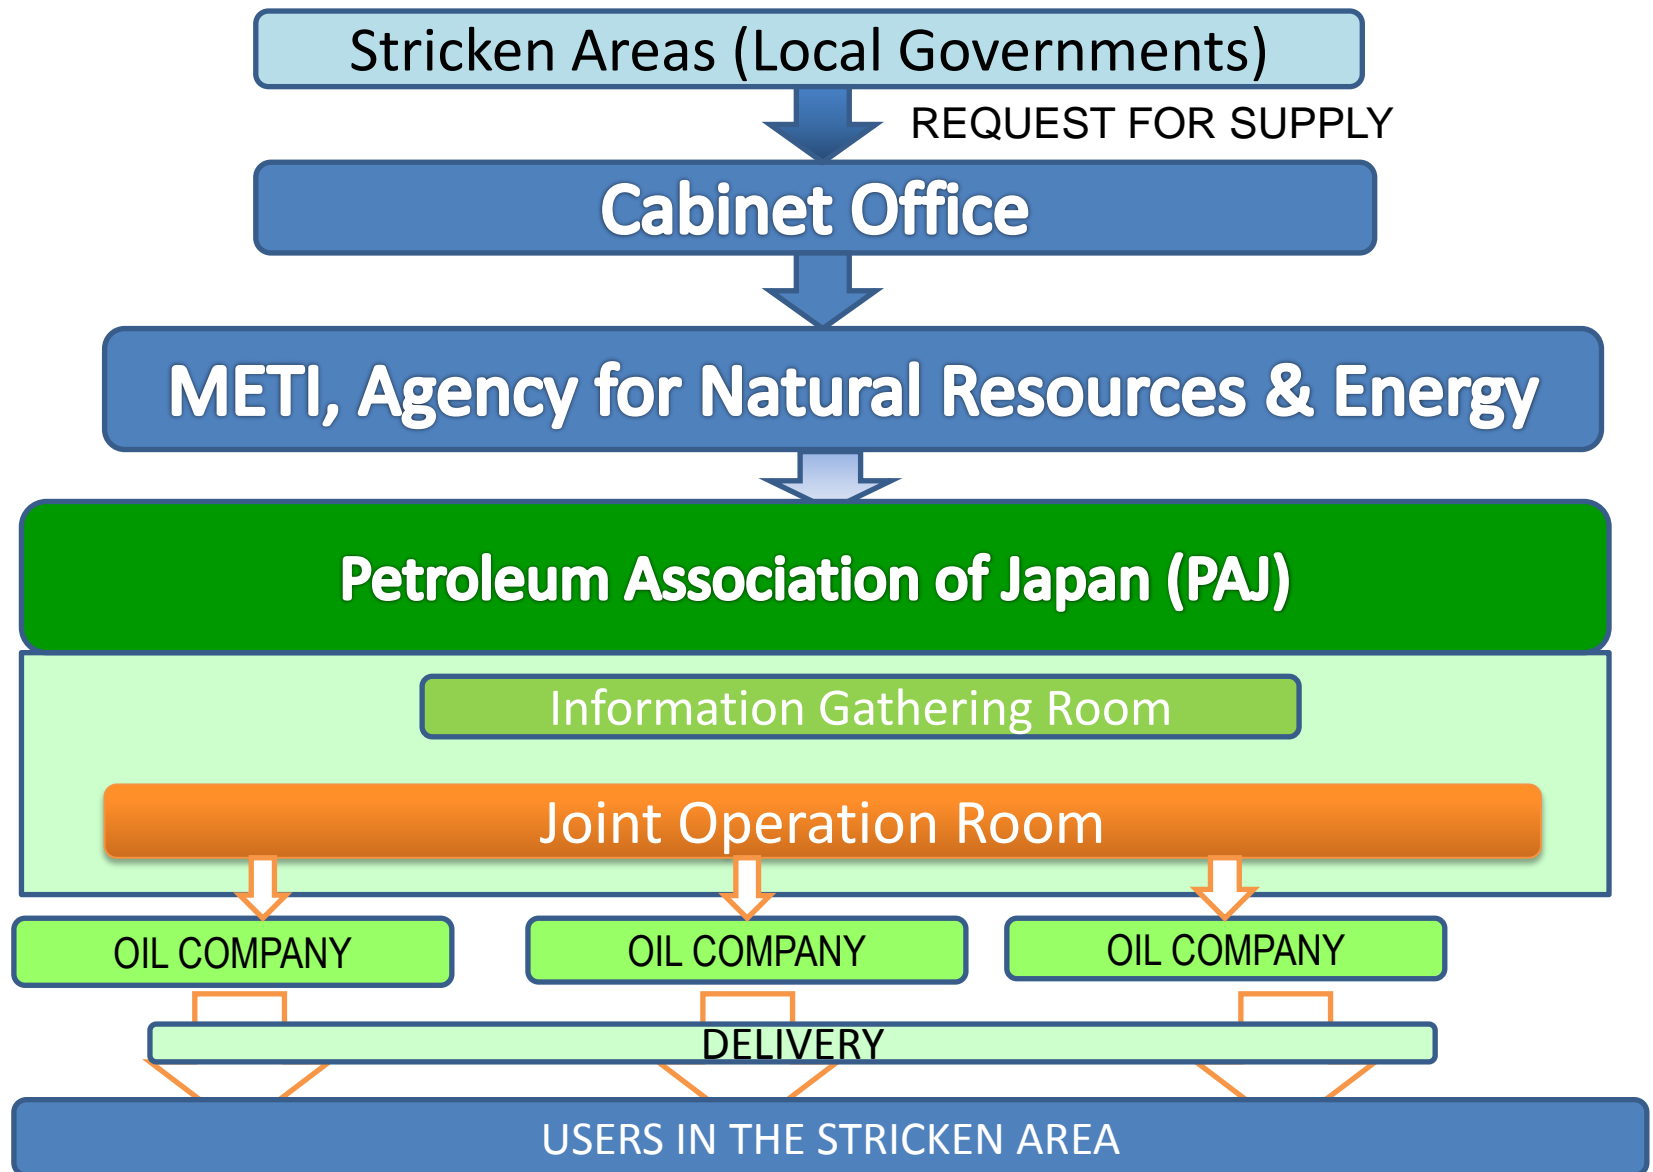 Stricken Areas (Local Governments)
REQUEST FOR SUPPLY
Cabinet Office
METI, Agency for Natural Resources & Energy
Petroleum Association of Japan (PAJ)
Information Gathering Room
Joint Operation Room
OIL COMPANY
OIL COMPANY
OIL COMPANY
DELIVERY
USERS IN THE STRICKEN AREA